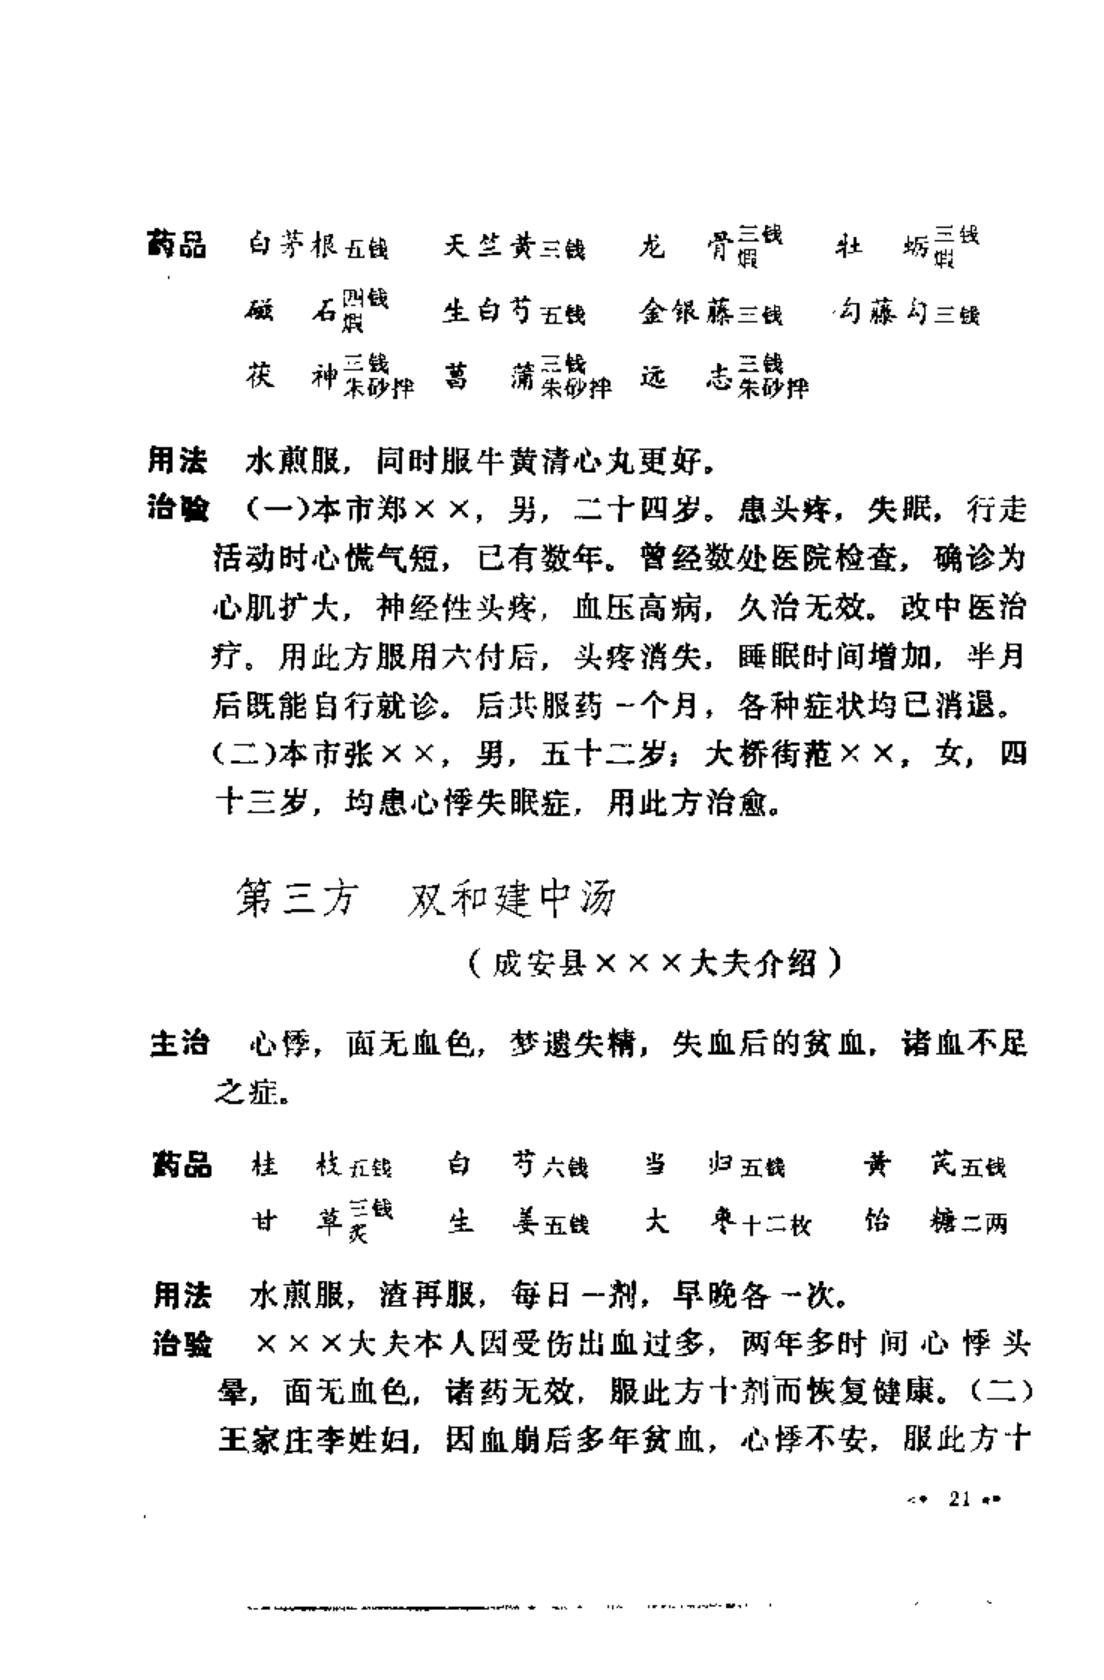 药品 白茅根五钱 天竺黄三钱 龙骨三钱煅 牡蛎三钱煅
磁石四钱煅 生白芍五钱 金银藤三钱 勾藤勾三钱
茯神三钱朱砂拌 菖蒲三钱朱砂拌 远志三钱朱砂拌
用法 水煎服，同时服牛黄清心丸更好。
治验 (一)本市郑××，男，二十四岁。患头疼，失眠，行走
活动时心慌气短，已有数年。曾经数处医院检查，确诊为
心肌扩大，神经性头疼，血压高病，久治无效。改中医治
疗。用此方服用六付后，头疼消失，睡眠时间增加，半月
后既能自行就诊。后共服药一个月，各种症状均已消退。
(二)本市张××，男，五十二岁；大桥街范××，女，四
十三岁，均患心悸失眠症，用此方治愈。
第三方 双和建中汤
(成安县×××大夫介绍)
主治 心悸，面无血色，梦遗失精，失血后的贫血，诸血不足
之症。
药品 桂枝五钱 白芍六钱 当归五钱 黄芪五钱
甘草三钱炙 生姜五钱 大枣十二枚 饴糖二两
用法 水煎服，渣再服，每日一剂，早晚各一次。
治验 ×××大夫本人因受伤出血过多，两年多时间心悸头
晕，面无血色，诸药无效，服此方十剂而恢复健康。(二)
王家庄李姓妇，因血崩后多年贫血，心悸不安，服此方十
21